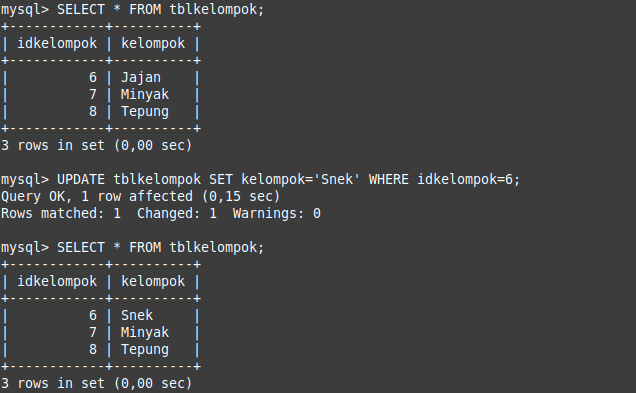 mysql> SELECT * FROM tblkelompok;
+------------+----------+
| idkelompok | kelompok |
+------------+----------+
|          6 | Jajan    |
|          7 | Minyak   |
|          8 | Tepung   |
+------------+----------+
3 rows in set (0,00 sec)

mysql> UPDATE tblkelompok SET kelompok='Snek' WHERE idkelompok=6;
Query OK, 1 row affected (0,15 sec)
Rows matched: 1  Changed: 1  Warnings: 0

mysql> SELECT * FROM tblkelompok;
+------------+----------+
| idkelompok | kelompok |
+------------+----------+
|          6 | Snek     |
|          7 | Minyak   |
|          8 | Tepung   |
+------------+----------+
3 rows in set (0,00 sec)